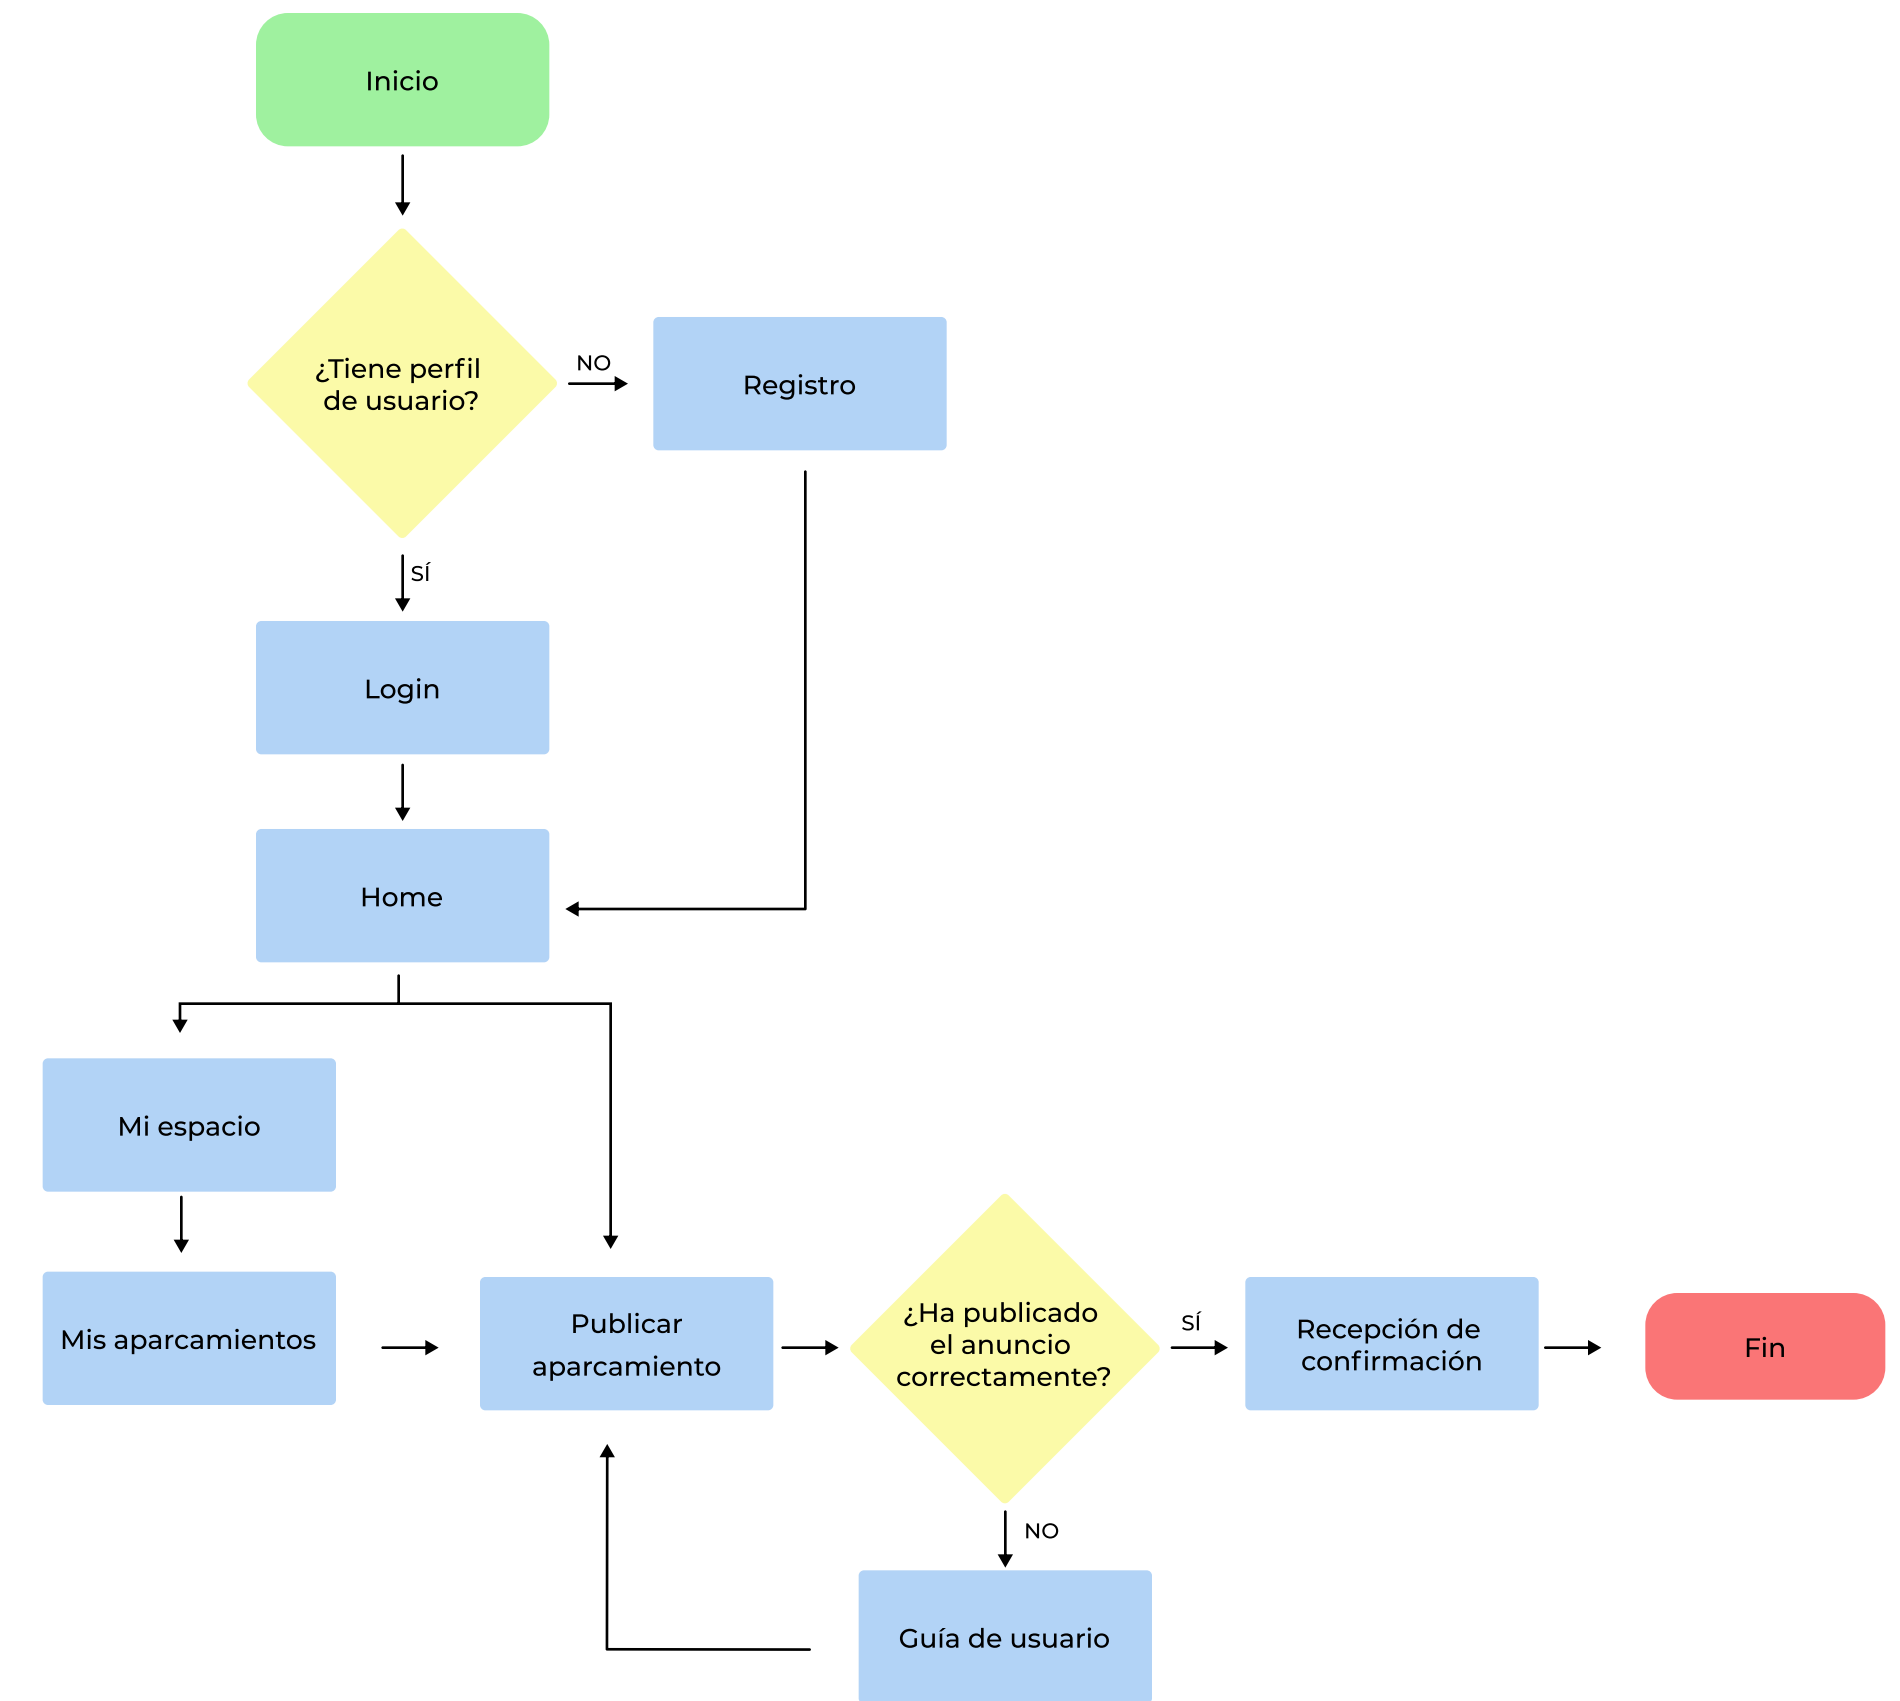 Inicio
¿Tiene perfil
de usuario?
NO
Registro
SÍ
Login
Home
Mi espacio
Mis aparcamientos
Publicar
aparcamiento
¿Ha publicado
el anuncio
correctamente?
SÍ
Recepción de
confirmación
Fin
NO
Guía de usuario